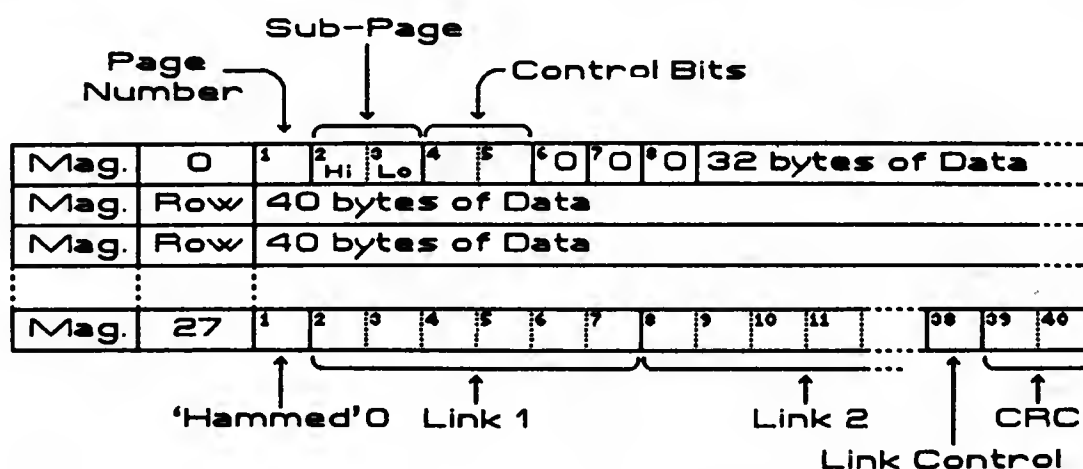 Sub-Page
Page
Number
Control Bits
Mag. 0 1 2 Hi 3 Lo 4 5 6 0 7 0 8 0 32 bytes of Data
Mag. Row 40 bytes of Data
Mag. Row 40 bytes of Data
Mag. 27 1 2 3 4 5 6 7 8 9 10 11 38 39 40
'Hammed' 0 Link 1 Link 2 CRC
Link Control